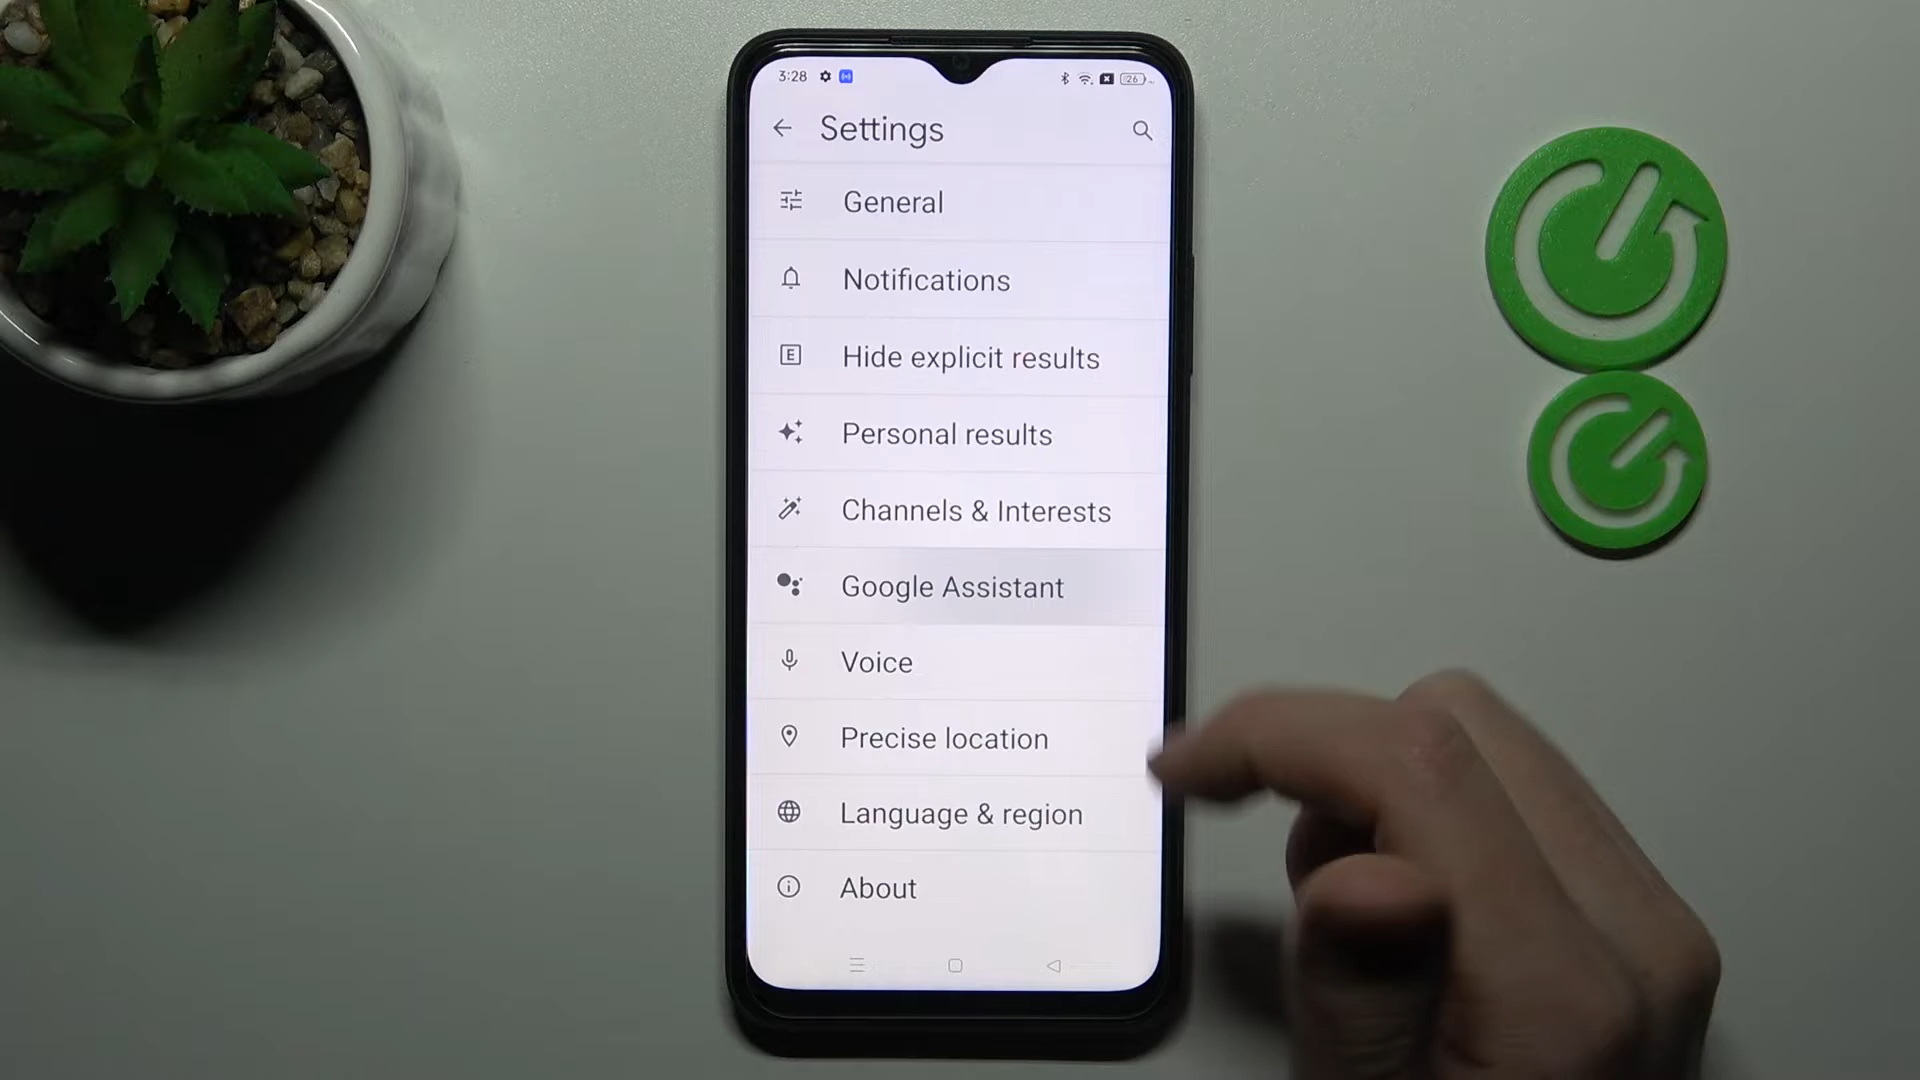 3:28
26
Settings
General
Notifications
E Hide explicit results
Personal results
Channels & Interests
Google Assistant
Voice
Precise location
Language & region
About